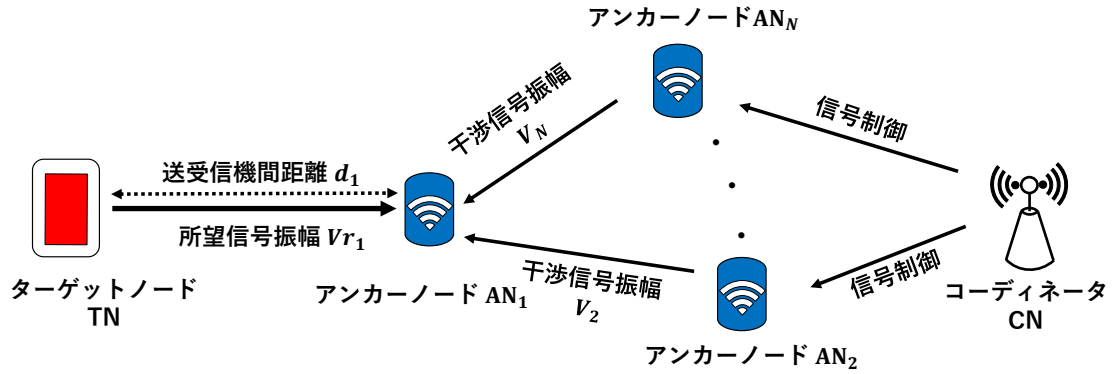 アンカーノードAN_N
干渉信号振幅
V_N
信号制御
送受信機間距離 d_1
所望信号振幅 Vr_1
ターゲットノード
TN
アンカーノード AN_1
干渉信号振幅
V_2
信号制御
コーディネータ
CN
アンカーノード AN_2